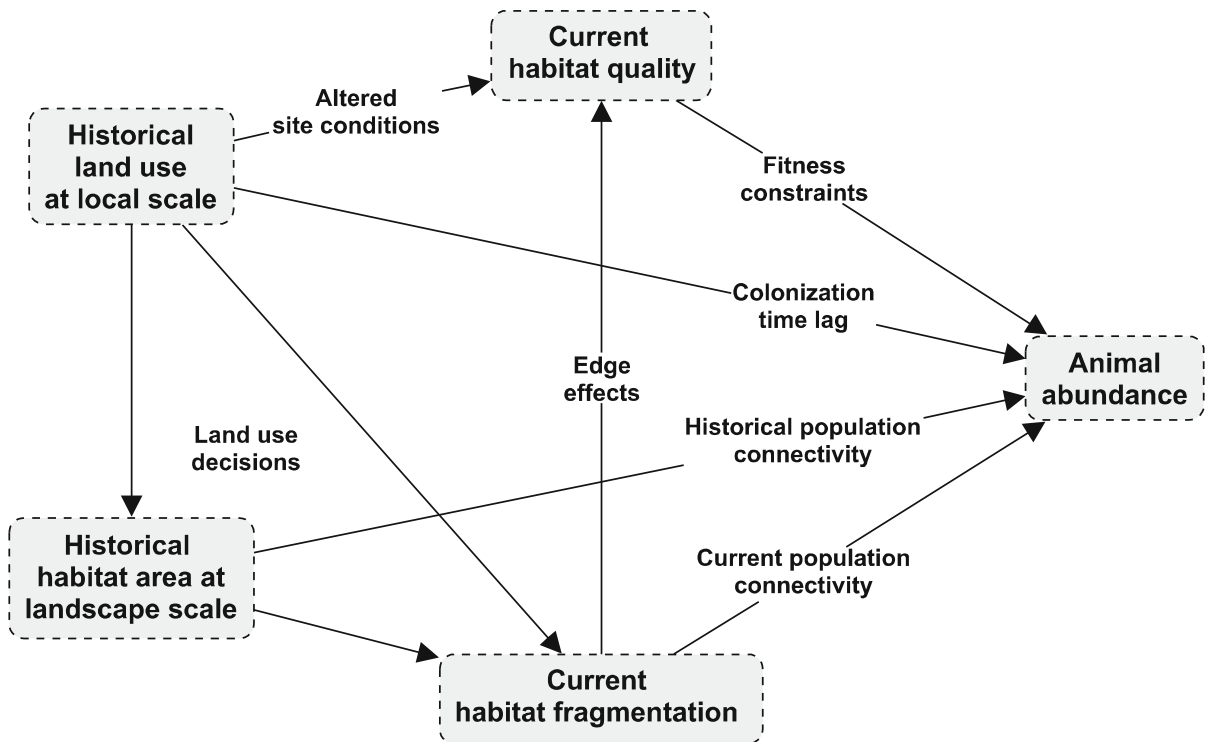 Current
habitat quality
Altered
site conditions
Historical
land use
at local scale
Fitness
constraints
Colonization
time lag
Edge
effects
Animal
abundance
Land use
decisions
Historical population
connectivity
Historical
habitat area at
landscape scale
Current population
connectivity
Current
habitat fragmentation